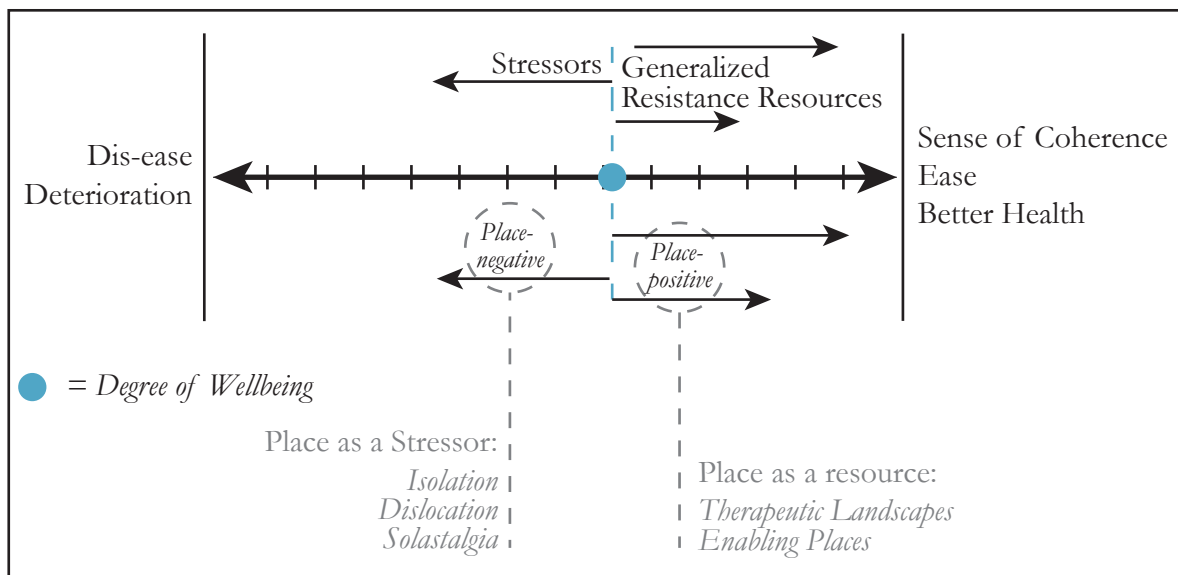 Stressors
Generalized
Resistance Resources
Dis-ease
Deterioration
Sense of Coherence
Ease
Better Health
Place-
negative
Place-
positive
= Degree of Wellbeing
Place as a Stressor:
Isolation
Dislocation
Solastalgia
Place as a resource:
Therapeutic Landscapes
Enabling Places